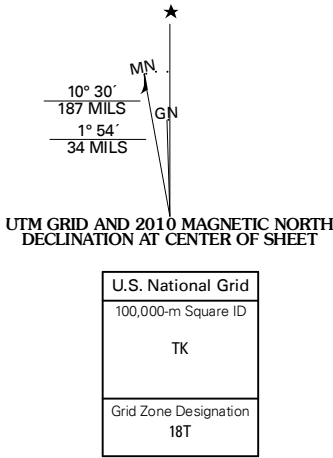 MN
GN
10° 30´
187 MILS
1° 54´
34 MILS
UTM GRID AND 2010 MAGNETIC NORTH
DECLINATION AT CENTER OF SHEET
U.S. National Grid
100,000-m Square ID
TK
Grid Zone Designation
18T